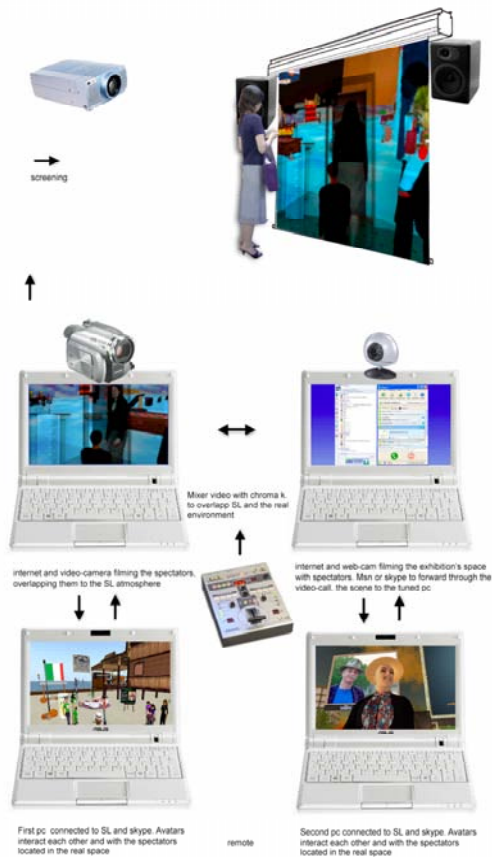 screening
Mixer video with chroma k.
to overlapp SL and the real
environment
internet and video-camera filming the spectators,
overlapping them to the SL atmosphere
internet and web-cam filming the exhibition's space
with spectators. Msn or skype to forward through the
video-call, the scene to the tuned pc
ASUS
First pc connected to SL and skype. Avatars
interact each other and with the spectators
located in the real space
remote
Second pc connected to SL and skype. Avatars
interact each other and with the spectators
located in the real space